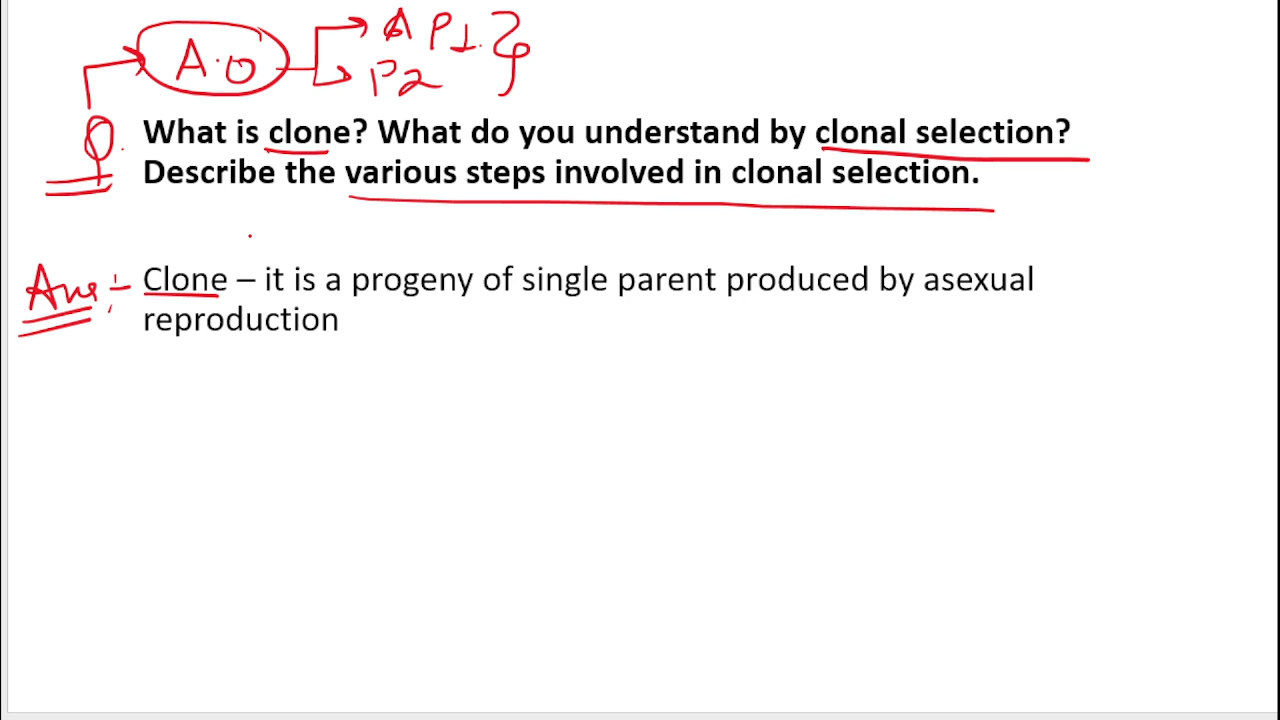 A.O
A P1.
P2
Q
What is clone? What do you understand by clonal selection?
Describe the various steps involved in clonal selection.
Ans :-
Clone – it is a progeny of single parent produced by asexual
reproduction